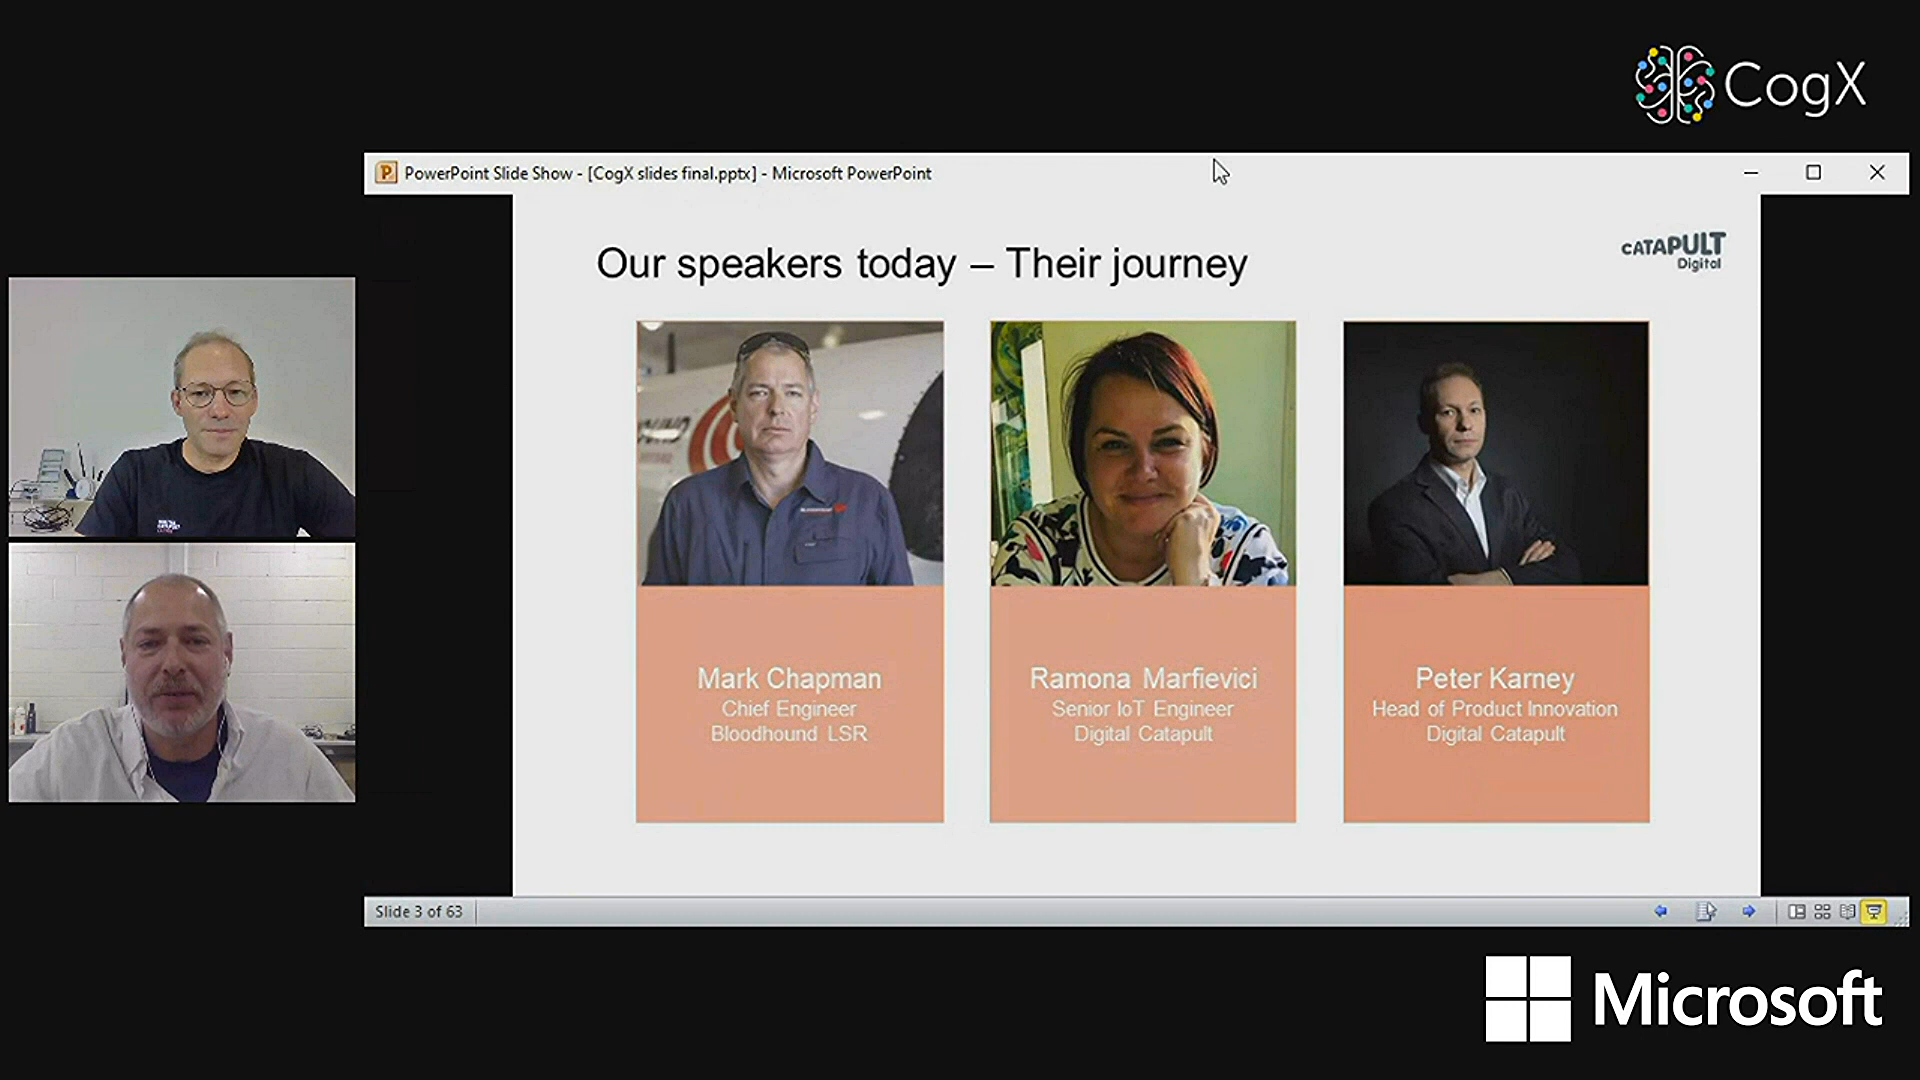 CogX
PowerPoint Slide Show - [CogX slides final.pptx] - Microsoft PowerPoint
Our speakers today – Their journey
CATAPULT
Digital
Mark Chapman
Chief Engineer
Bloodhound LSR
Ramona Marfievici
Senior IoT Engineer
Digital Catapult
Peter Karney
Head of Product Innovation
Digital Catapult
Slide 3 of 63
Microsoft